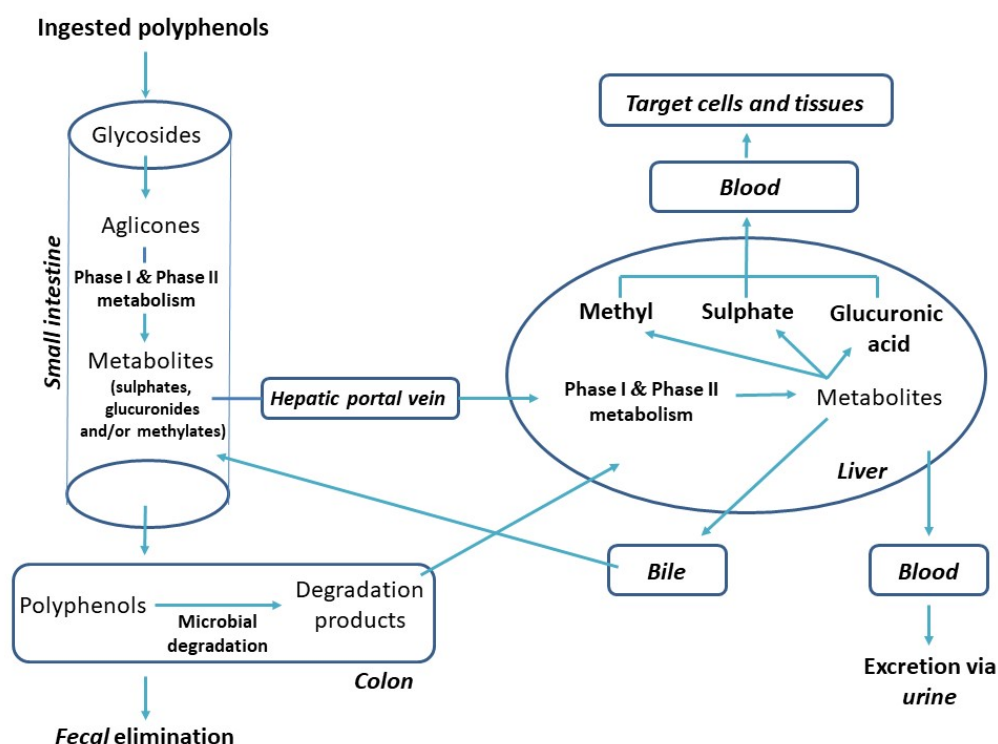 Ingested polyphenols
Glycosides
Aglicones
Phase I & Phase II
metabolism
Metabolites
(sulphates,
glucuronides
and/or methylates)
Small intestine
Hepatic portal vein
Target cells and tissues
Blood
Methyl
Sulphate
Glucuronic
acid
Phase I & Phase II
metabolism
Metabolites
Liver
Bile
Blood
Excretion via
urine
Polyphenols
Microbial
degradation
Degradation
products
Colon
Fecal elimination